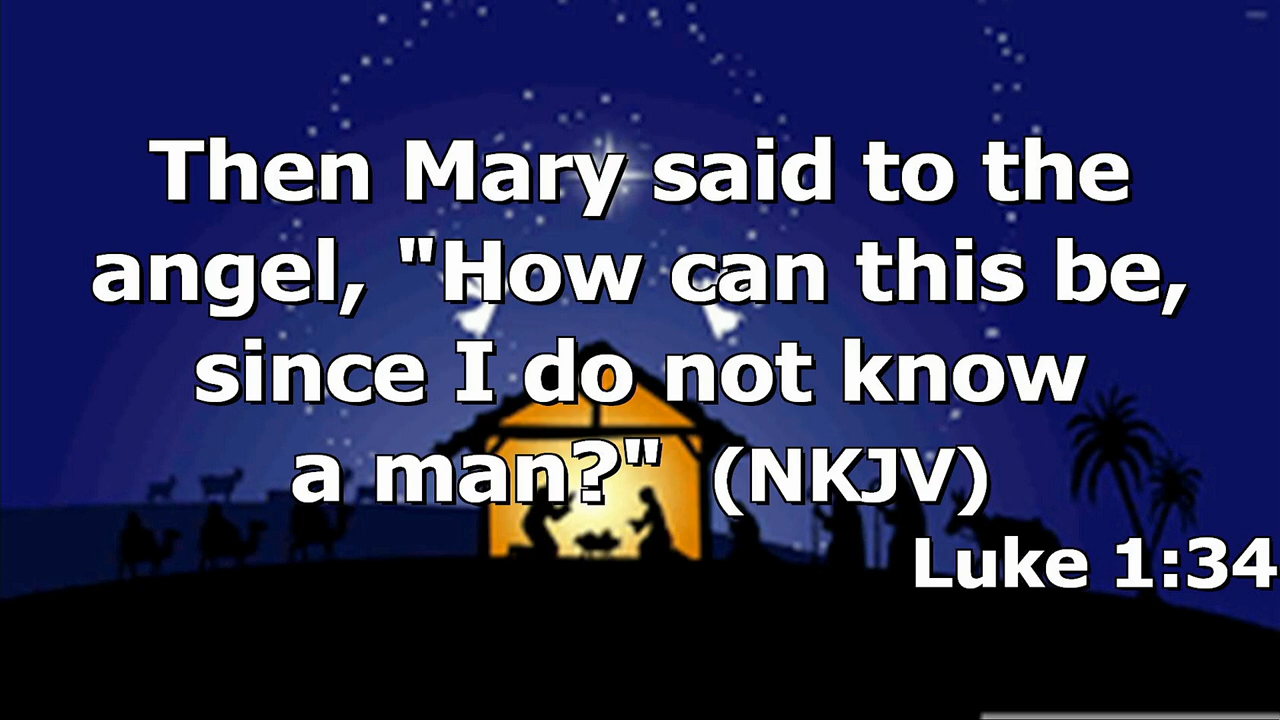 Then Mary said to the
angel, "How can this be,
since I do not know
a man?" (NKJV)
Luke 1:34